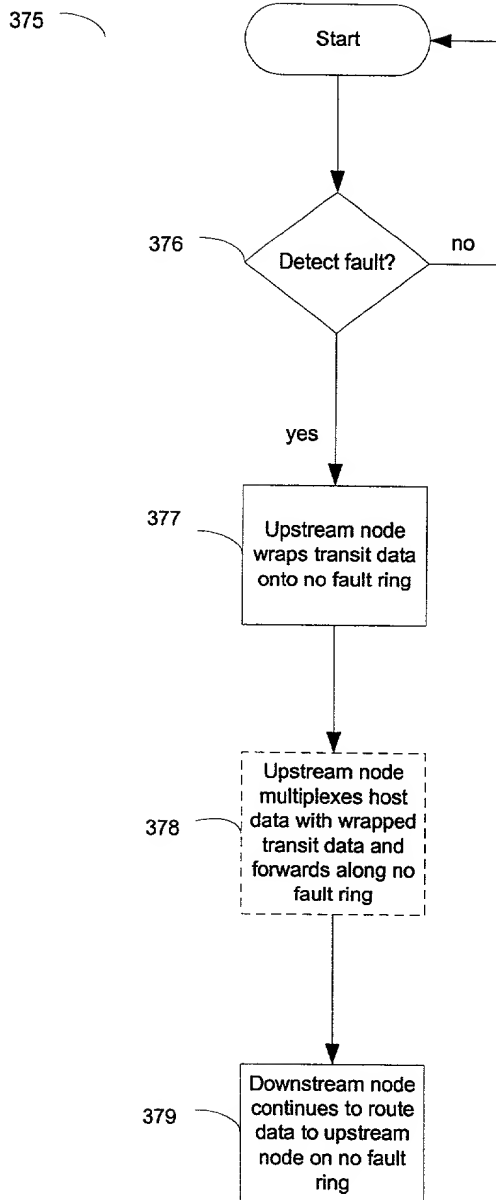 375
Start
376
Detect fault?
no
yes
377
Upstream node
wraps transit data
onto no fault ring
378
Upstream node
multiplexes host
data with wrapped
transit data and
forwards along no
fault ring
379
Downstream node
continues to route
data to upstream
node on no fault
ring